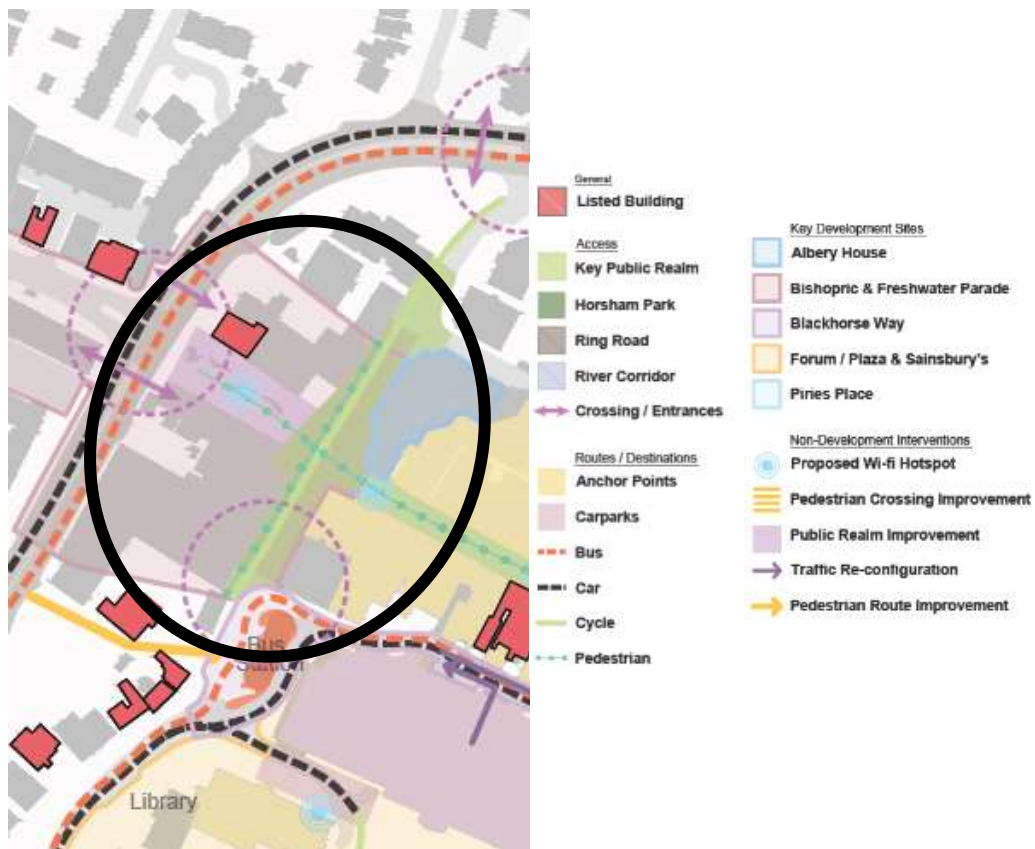 Bus
Station
Library
General
Listed Building
Access
Key Public Realm
Horsham Park
Ring Road
River Corridor
Crossing / Entrances
Routes / Destinations
Anchor Points
Carparks
Bus
Car
Cycle
Pedestrian
Key Development Sites
Albery House
Bishopric & Freshwater Parade
Blackhorse Way
Forum / Plaza & Sainsbury's
Piries Place
Non-Development Interventions
Proposed Wi-fi Hotspot
Pedestrian Crossing Improvement
Public Realm Improvement
Traffic Re-configuration
Pedestrian Route Improvement